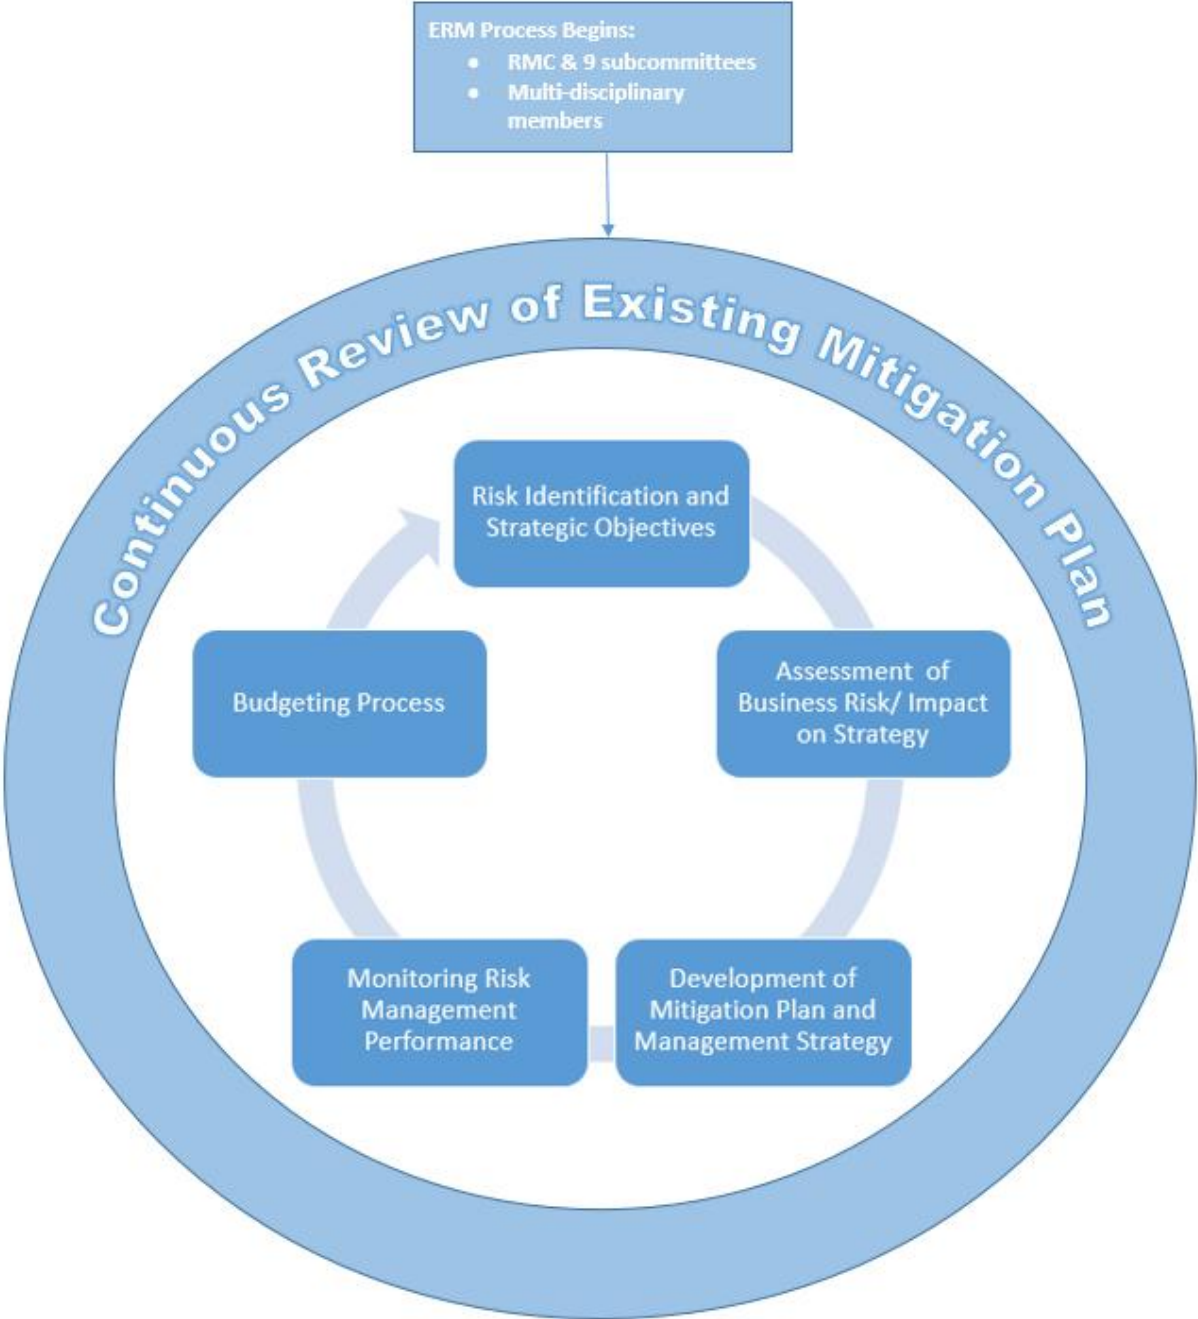 ERM Process Begins:
● RMC & 9 subcommittees
● Multi-disciplinary
members
Continuous Review of Existing Mitigation Plan
Risk Identification and
Strategic Objectives
Assessment of
Business Risk/ Impact
on Strategy
Development of
Mitigation Plan and
Management Strategy
Monitoring Risk
Management
Performance
Budgeting Process